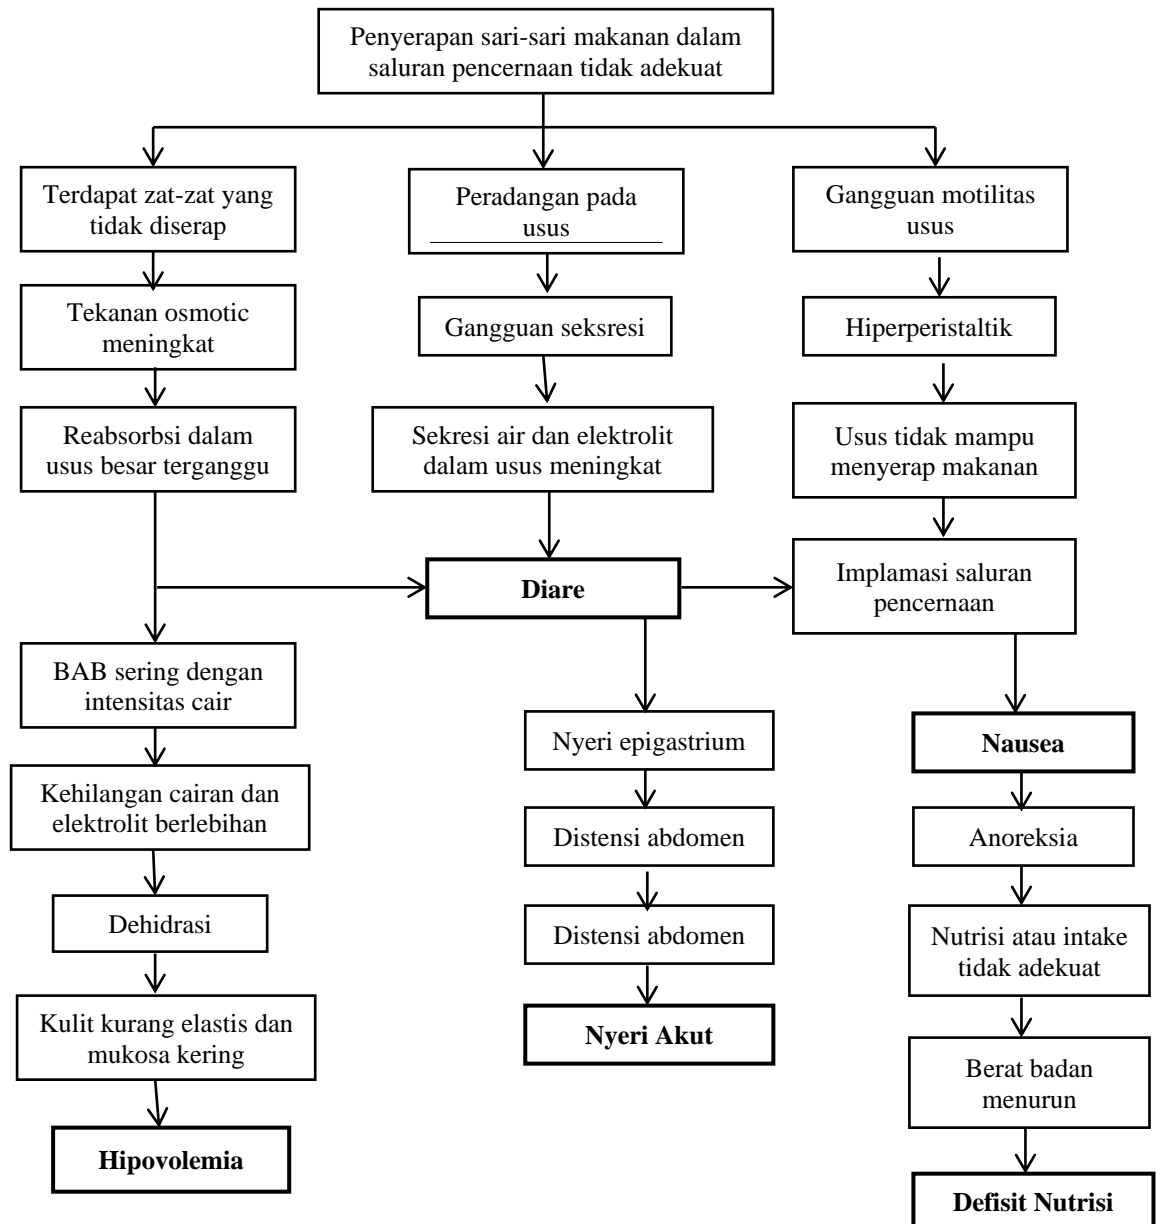 Penyerapan sari-sari makanan dalam
saluran pencernaan tidak adekuat
Terdapat zat-zat yang
tidak diserap
Peradangan pada
usus
Gangguan motilitas
usus
Tekanan osmotic
meningkat
Gangguan seksresi
Hiperperistaltik
Reabsorbsi dalam
usus besar terganggu
Sekresi air dan elektrolit
dalam usus meningkat
Usus tidak mampu
menyerap makanan
Diare
Implamasi saluran
pencernaan
BAB sering dengan
intensitas cair
Nyeri epigastrium
Nausea
Kehilangan cairan dan
elektrolit berlebihan
Distensi abdomen
Anoreksia
Dehidrasi
Distensi abdomen
Nutrisi atau intake
tidak adekuat
Kulit kurang elastis dan
mukosa kering
Nyeri Akut
Berat badan
menurun
Hipovolemia
Defisit Nutrisi